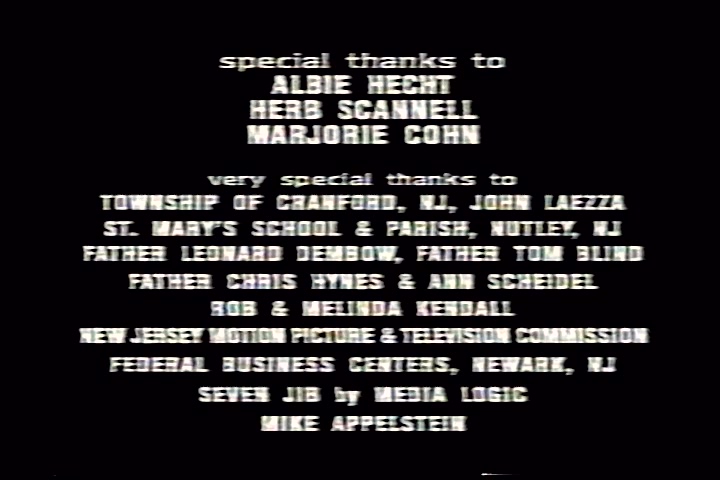 special thanks to
ALBIE HECHT
HERB SCANNELL
MARJORIE COHN
very special thanks to
TOWNSHIP OF CRANFORD, NJ, JOHN LAEZZA
ST. MARY'S SCHOOL & PARISH, NUTLEY, NJ
FATHER LEONARD DEMBOW, FATHER TOM BLIND
FATHER CHRIS HYNES & ANN SCHEIDEL
ROB & MELINDA KENDALL
NEW JERSEY MOTION PICTURE & TELEVISION COMMISSION
FEDERAL BUSINESS CENTERS, NEWARK, NJ
SEVEN JIB by MEDIA LOGIC
MIKE APPELSTEIN